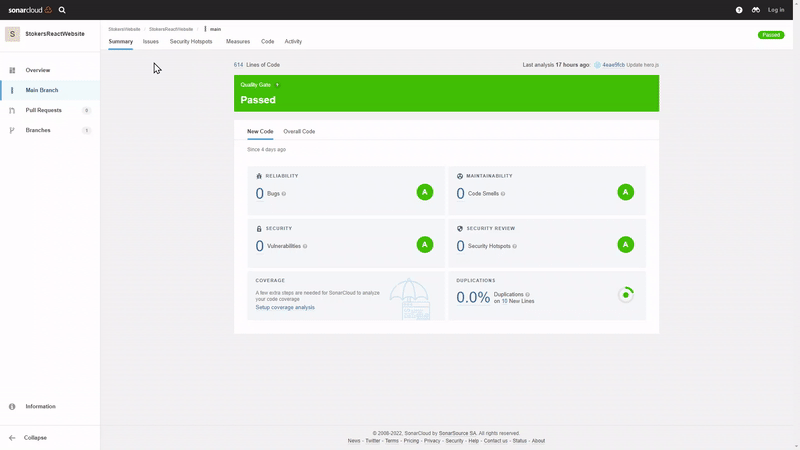 sonarcloud
Log in
S StokersReactWebsite
StokersWebsite StokersReactWebsite main
Summary Issues Security Hotspots Measures Code Activity
Passed
Overview
Main Branch
Pull Requests 0
Branches 1
614 Lines of Code
Last analysis 17 hours ago: 4eae9fcb Update hero.js
Quality Gate
Passed
New Code Overall Code
Since 4 days ago
RELIABILITY
0 Bugs A
MAINTAINABILITY
0 Code Smells A
SECURITY
0 Vulnerabilities A
SECURITY REVIEW
0 Security Hotspots A
COVERAGE
A few extra steps are needed for SonarCloud to analyze
your code coverage
Setup coverage analysis
DUPLICATIONS
0.0% Duplications
on 10 New Lines
Information
Collapse
© 2008-2022, SonarCloud by SonarSource SA. All rights reserved.
News - Twitter - Terms - Pricing - Privacy - Security - Help - Contact us - Status - About